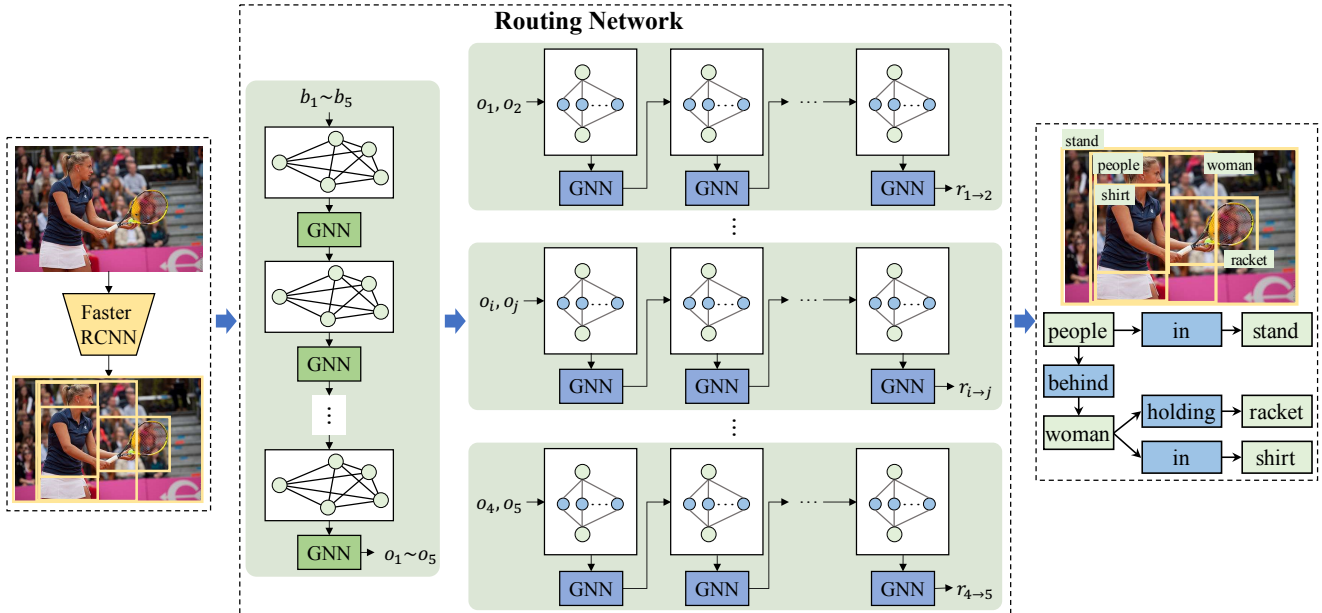 Routing Network
Faster
RCNN
b₁~b₅
GNN
GNN
⋮
GNN
o₁~o₅
o₁, o₂
···
GNN
GNN
GNN
r₁→₂
⋮
oᵢ, oⱼ
···
GNN
GNN
GNN
rᵢ→ⱼ
⋮
o₄, o₅
···
GNN
GNN
GNN
r₄→₅
stand
people
woman
shirt
racket
people
in
stand
behind
woman
holding
racket
in
shirt